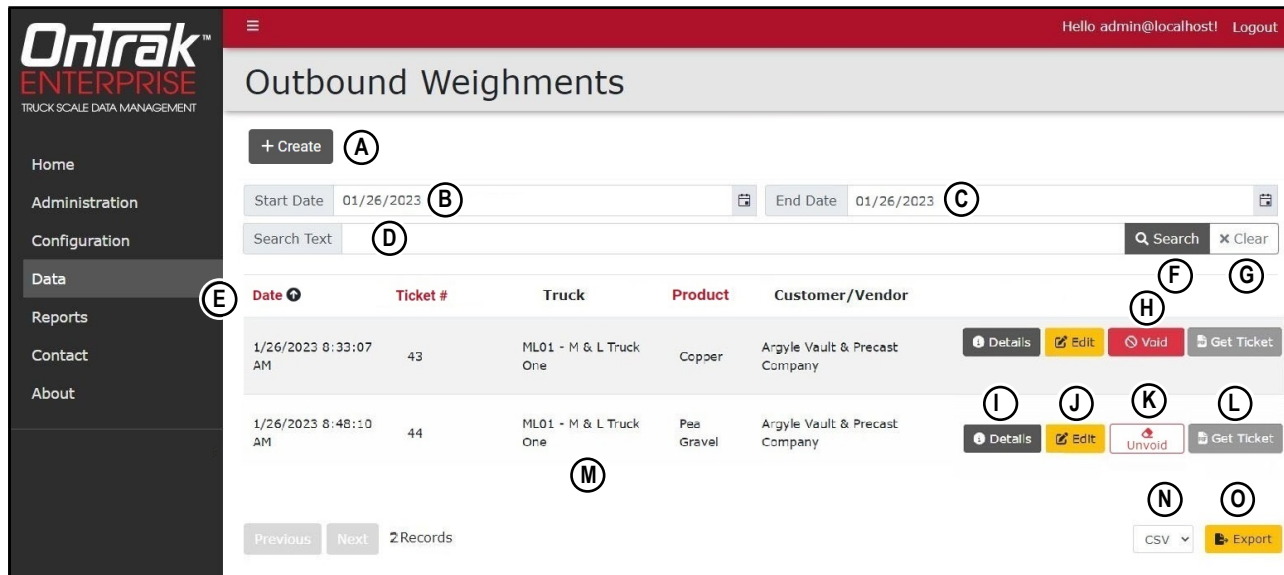 OnTrak™
ENTERPRISE
TRUCK SCALE DATA MANAGEMENT
Home
Administration
Configuration
Data
Reports
Contact
About
Hello admin@localhost! Logout
Outbound Weighments
+ Create A
Start Date 01/26/2023 B End Date 01/26/2023 C
Search Text D Search × Clear
F G
E Date Ticket # Truck Product Customer/Vendor
H
1/26/2023 8:33:07 AM 43 ML01 - M & L Truck One Copper Argyle Vault & Precast Company Details Edit Void Get Ticket
I J K L
1/26/2023 8:48:10 AM 44 ML01 - M & L Truck One Pea Gravel Argyle Vault & Precast Company Details Edit Unvoid Get Ticket
M
N O
Previous Next 2 Records CSV Export